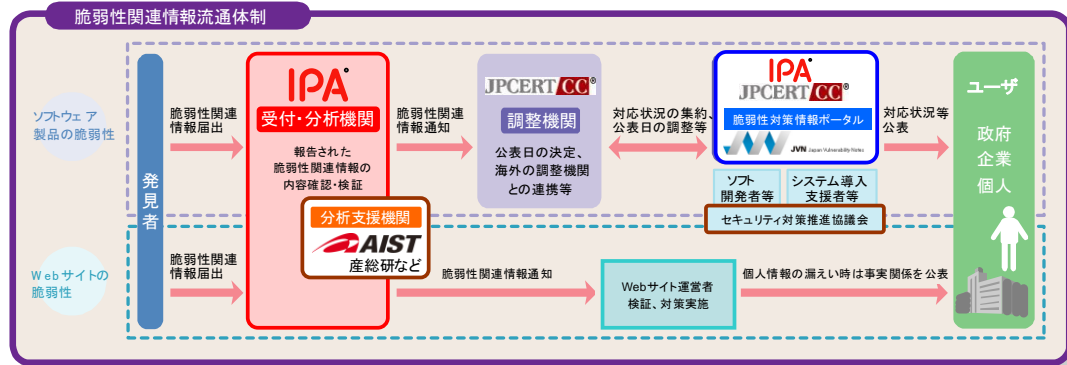 脆弱性関連情報流通体制
ソフトウェア
製品の脆弱性
発見者
脆弱性関連
情報届出
IPA
受付・分析機関
報告された
脆弱性関連情報の
内容確認・検証
分析支援機関
AIST
産総研など
脆弱性関連
情報通知
JPCERT CC®
調整機関
公表日の決定、
海外の調整機関
との連携等
対応状況の集約、
公表日の調整等
IPA
JPCERT CC®
脆弱性対策情報ポータル
JVN Japan Vulnerability Notes
ソフト
開発者等
システム導入
支援者等
セキュリティ対策推進協議会
対応状況等
公表
ユーザ
政府
企業
個人
Webサイトの
脆弱性
脆弱性関連
情報届出
脆弱性関連情報通知
Webサイト運営者
検証、対策実施
個人情報の漏えい時は事実関係を公表